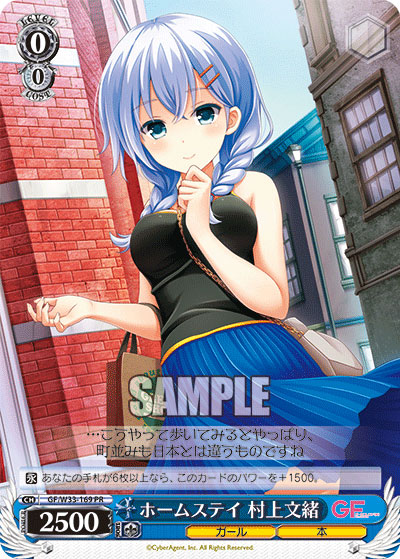 LEVEL
0
0
COST
SAMPLE
…こうやって歩いてみるとやっぱり、
町並みも日本とは違うものですね
永 あなたの手札が6枚以上なら、このカードのパワーを+1500。
CH GF/W33-169 PR
2500
ホームステイ 村上文緒
GF
ガール
本
©CyberAgent, Inc. All Rights Reserved.